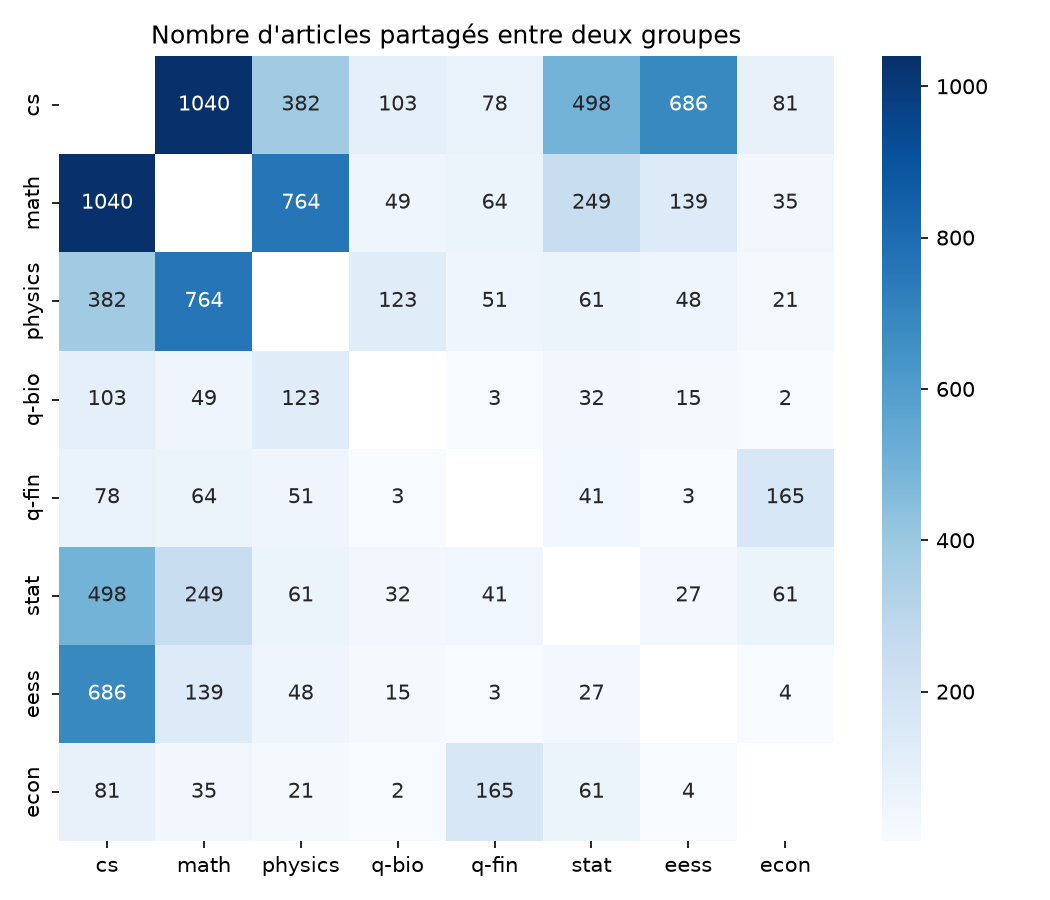 Nombre d'articles partagés entre deux groupes
cs 1040 382 103 78 498 686 81
math 1040 764 49 64 249 139 35
physics 382 764 123 51 61 48 21
q-bio 103 49 123 3 32 15 2
q-fin 78 64 51 3 41 3 165
stat 498 249 61 32 41 27 61
eess 686 139 48 15 3 27 4
econ 81 35 21 2 165 61 4
cs math physics q-bio q-fin stat eess econ
1000
800
600
400
200